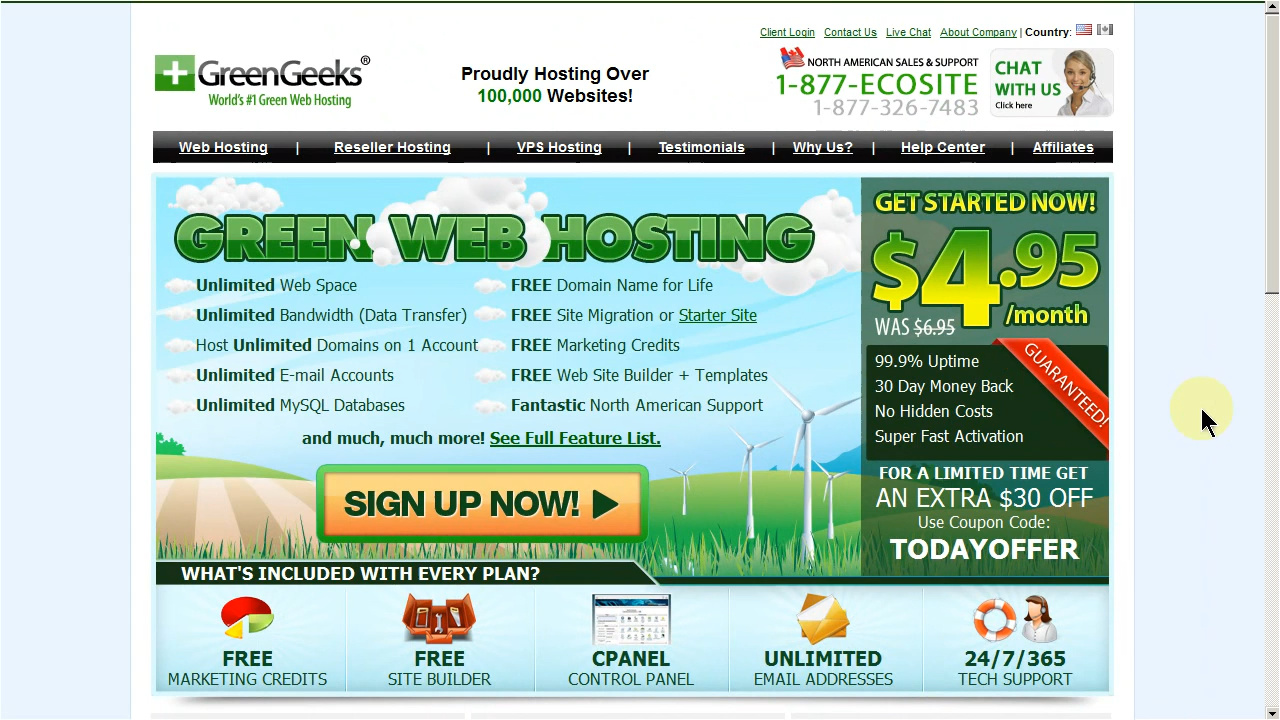 Client Login Contact Us Live Chat About Company | Country:
GreenGeeks®
World's #1 Green Web Hosting
Proudly Hosting Over
100,000 Websites!
NORTH AMERICAN SALES & SUPPORT
1-877-ECOSITE
1-877-326-7483
CHAT
WITH US
Click here
Web Hosting | Reseller Hosting | VPS Hosting | Testimonials | Why Us? | Help Center | Affiliates
GREEN WEB HOSTING
Unlimited Web Space
Unlimited Bandwidth (Data Transfer)
Host Unlimited Domains on 1 Account
Unlimited E-mail Accounts
Unlimited MySQL Databases
FREE Domain Name for Life
FREE Site Migration or Starter Site
FREE Marketing Credits
FREE Web Site Builder + Templates
Fantastic North American Support
and much, much more! See Full Feature List.
SIGN UP NOW!
GET STARTED NOW!
$4.95
/month
WAS $6.95
GUARANTEED!
99.9% Uptime
30 Day Money Back
No Hidden Costs
Super Fast Activation
FOR A LIMITED TIME GET
AN EXTRA $30 OFF
Use Coupon Code:
TODAYOFFER
WHAT'S INCLUDED WITH EVERY PLAN?
FREE
MARKETING CREDITS
FREE
SITE BUILDER
CPANEL
CONTROL PANEL
UNLIMITED
EMAIL ADDRESSES
24/7/365
TECH SUPPORT